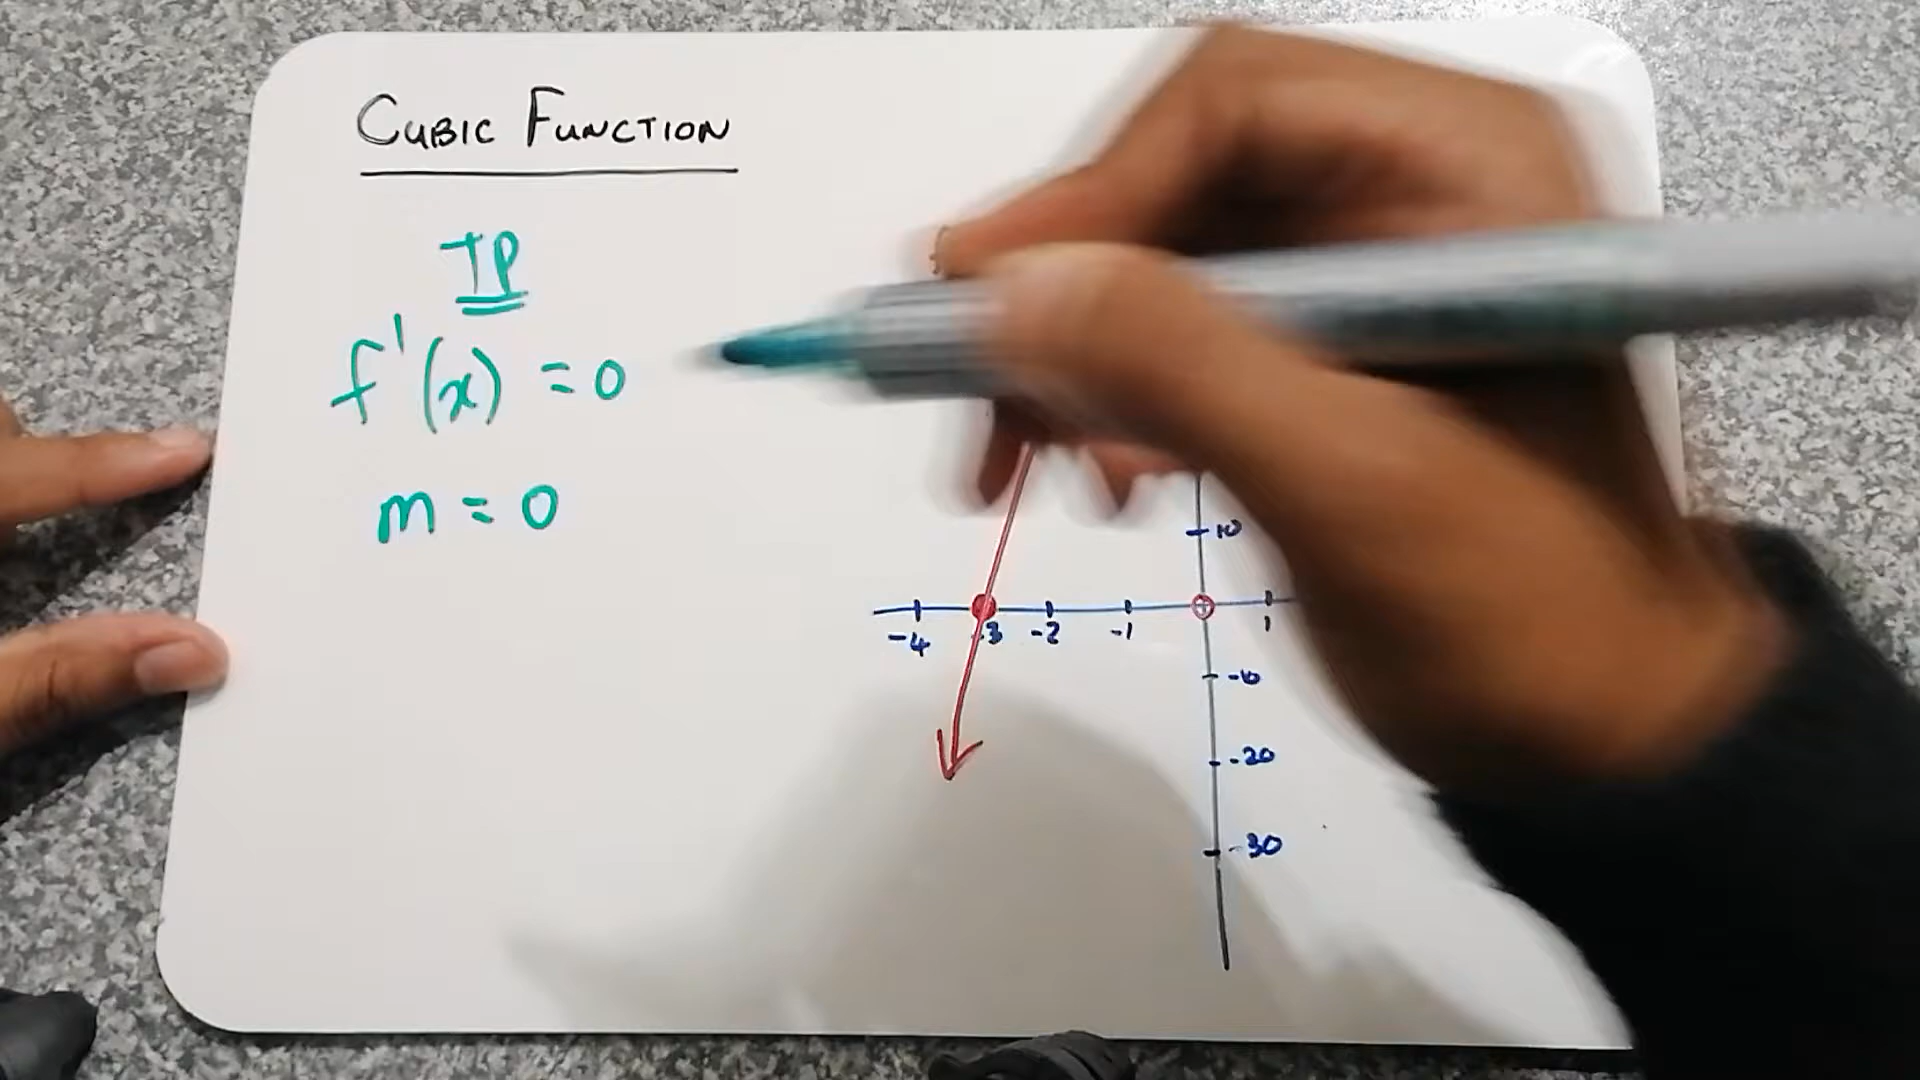 CUBIC FUNCTION
TP
f'(x) = 0
m = 0
10
-4 -3 -2 -1 1
-10
-20
-30